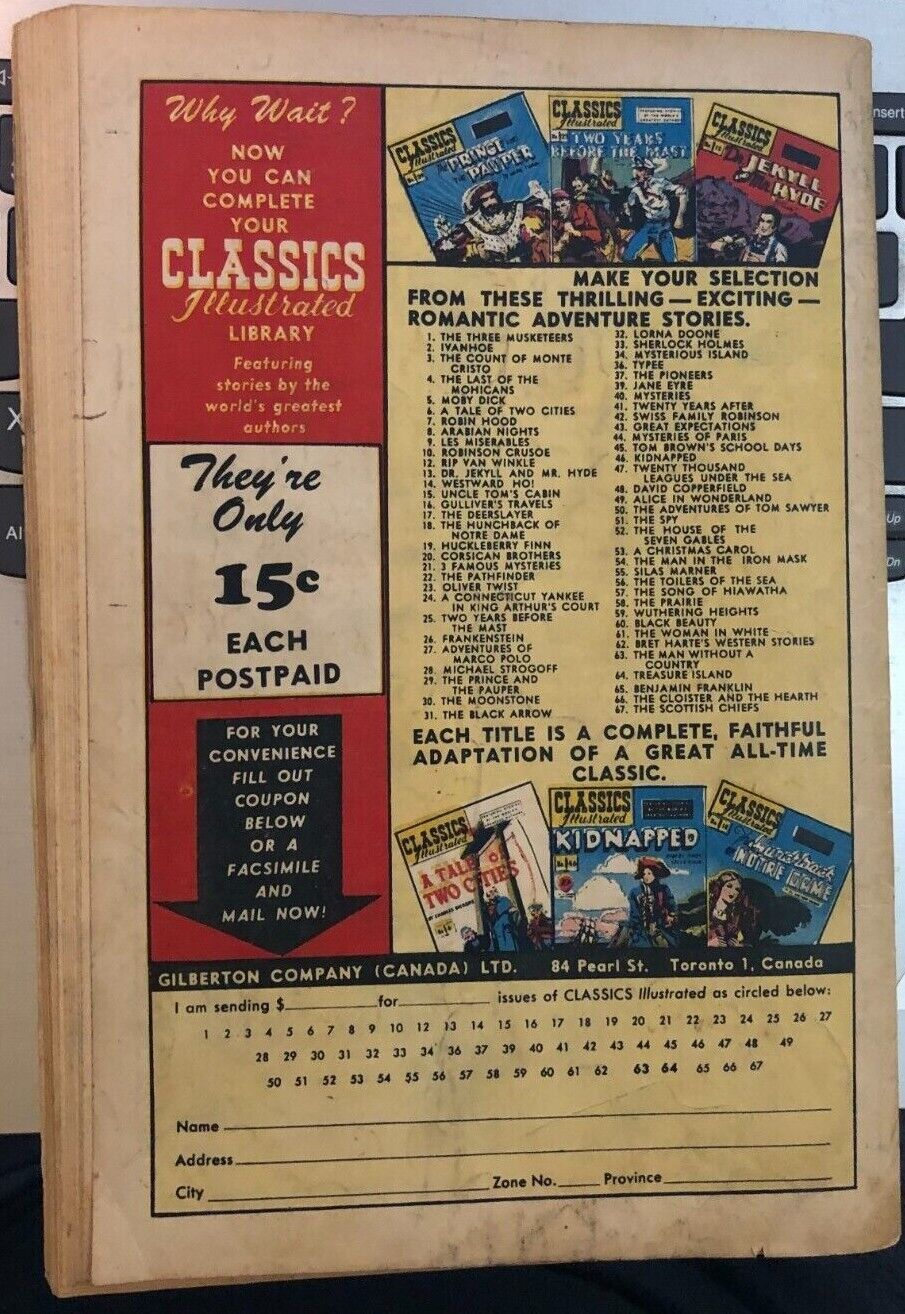 Why Wait?
NOW
YOU CAN
COMPLETE
YOUR
CLASSICS
Illustrated
LIBRARY
Featuring
stories by the
world's greatest
authors
They're
Only
15c
EACH
POSTPAID
FOR YOUR
CONVENIENCE
FILL OUT
COUPON
BELOW
OR A
FACSIMILE
AND
MAIL NOW!
CLASSICS
Illustrated
The PRINCE
and the
PAUPER
CLASSICS
Illustrated
TWO YEARS
BEFORE THE MAST
CLASSICS
Illustrated
Dr. JEKYLL
and Mr. HYDE
MAKE YOUR SELECTION
FROM THESE THRILLING — EXCITING —
ROMANTIC ADVENTURE STORIES.
1. THE THREE MUSKETEERS
2. IVANHOE
3. THE COUNT OF MONTE
CRISTO
4. THE LAST OF THE
MOHICANS
5. MOBY DICK
6. A TALE OF TWO CITIES
7. ROBIN HOOD
8. ARABIAN NIGHTS
9. LES MISERABLES
10. ROBINSON CRUSOE
12. RIP VAN WINKLE
13. DR. JEKYLL AND MR. HYDE
14. WESTWARD HO!
15. UNCLE TOM'S CABIN
16. GULLIVER'S TRAVELS
17. THE DEERSLAYER
18. THE HUNCHBACK OF
NOTRE DAME
19. HUCKLEBERRY FINN
20. CORSICAN BROTHERS
21. 3 FAMOUS MYSTERIES
22. THE PATHFINDER
23. OLIVER TWIST
24. A CONNECTICUT YANKEE
IN KING ARTHUR'S COURT
25. TWO YEARS BEFORE
THE MAST
26. FRANKENSTEIN
27. ADVENTURES OF
MARCO POLO
28. MICHAEL STROGOFF
29. THE PRINCE AND
THE PAUPER
30. THE MOONSTONE
31. THE BLACK ARROW
32. LORNA DOONE
33. SHERLOCK HOLMES
34. MYSTERIOUS ISLAND
36. TYPEE
37. THE PIONEERS
39. JANE EYRE
40. MYSTERIES
41. TWENTY YEARS AFTER
42. SWISS FAMILY ROBINSON
43. GREAT EXPECTATIONS
44. MYSTERIES OF PARIS
45. TOM BROWN'S SCHOOL DAYS
46. KIDNAPPED
47. TWENTY THOUSAND
LEAGUES UNDER THE SEA
48. DAVID COPPERFIELD
49. ALICE IN WONDERLAND
50. THE ADVENTURES OF TOM SAWYER
51. THE SPY
52. THE HOUSE OF THE
SEVEN GABLES
53. A CHRISTMAS CAROL
54. THE MAN IN THE IRON MASK
55. SILAS MARNER
56. THE TOILERS OF THE SEA
57. THE SONG OF HIAWATHA
58. THE PRAIRIE
59. WUTHERING HEIGHTS
60. BLACK BEAUTY
61. THE WOMAN IN WHITE
62. BRET HARTE'S WESTERN STORIES
63. THE MAN WITHOUT A
COUNTRY
64. TREASURE ISLAND
65. BENJAMIN FRANKLIN
66. THE CLOISTER AND THE HEARTH
67. THE SCOTTISH CHIEFS
EACH TITLE IS A COMPLETE, FAITHFUL
ADAPTATION OF A GREAT ALL-TIME
CLASSIC.
CLASSICS
Illustrated
A TALE OF
TWO CITIES
CLASSICS
Illustrated
KIDNAPPED
CLASSICS
Illustrated
Hunchback
NOTRE DAME
GILBERTON COMPANY (CANADA) LTD. 84 Pearl St. Toronto 1, Canada
I am sending $ for issues of CLASSICS Illustrated as circled below:
1 2 3 4 5 6 7 8 9 10 12 13 14 15 16 17 18 19 20 21 22 23 24 25 26 27
28 29 30 31 32 33 34 36 37 39 40 41 42 43 44 45 46 47 48 49
50 51 52 53 54 55 56 57 58 59 60 61 62 63 64 65 66 67
Name
Address
City Zone No. Province
Insert
X
Al
Up
Dn